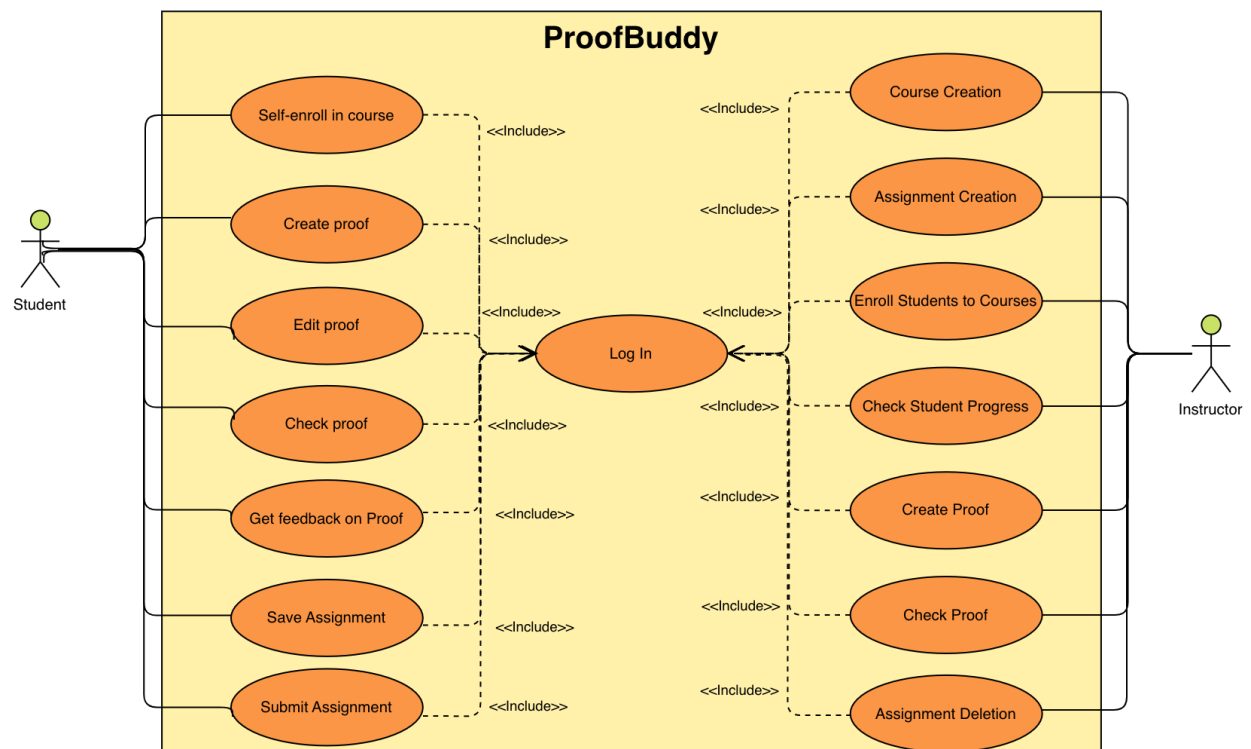 ProofBuddy
Self-enroll in course
<<Include>>
Create proof
<<Include>>
Edit proof
<<Include>>
Check proof
<<Include>>
Get feedback on Proof
<<Include>>
Save Assignment
<<Include>>
Submit Assignment
<<Include>>
Student
Log In
Course Creation
<<Include>>
Assignment Creation
<<Include>>
Enroll Students to Courses
<<Include>>
Check Student Progress
<<Include>>
Create Proof
<<Include>>
Check Proof
<<Include>>
Assignment Deletion
<<Include>>
Instructor